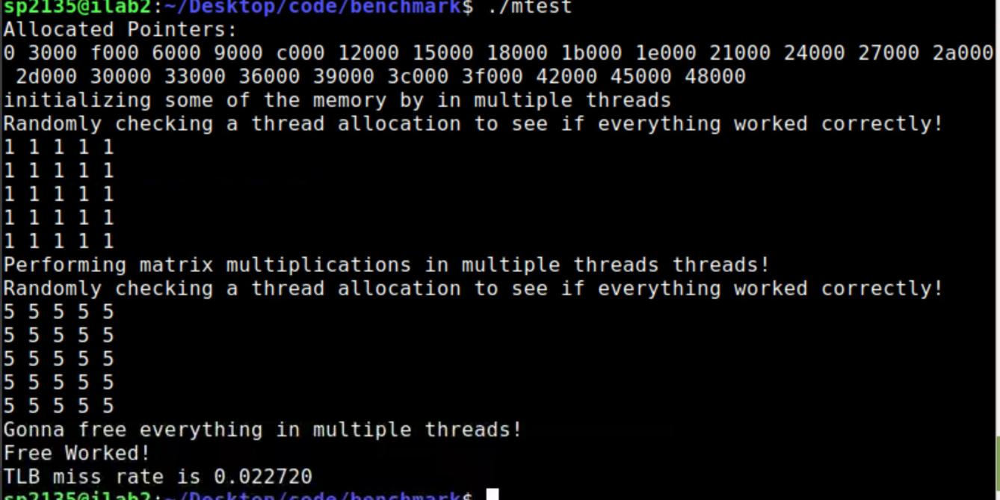 sp2135@ilab2:~/Desktop/code/benchmark$ ./mtest
Allocated Pointers:
0 3000 f000 6000 9000 c000 12000 15000 18000 1b000 1e000 21000 24000 27000 2a000
2d000 30000 33000 36000 39000 3c000 3f000 42000 45000 48000
initializing some of the memory by in multiple threads
Randomly checking a thread allocation to see if everything worked correctly!
1 1 1 1 1
1 1 1 1 1
1 1 1 1 1
1 1 1 1 1
1 1 1 1 1
Performing matrix multiplications in multiple threads threads!
Randomly checking a thread allocation to see if everything worked correctly!
5 5 5 5 5
5 5 5 5 5
5 5 5 5 5
5 5 5 5 5
5 5 5 5 5
Gonna free everything in multiple threads!
Free Worked!
TLB miss rate is 0.022720
sp2135@ilab2:~/Desktop/code/benchmark$